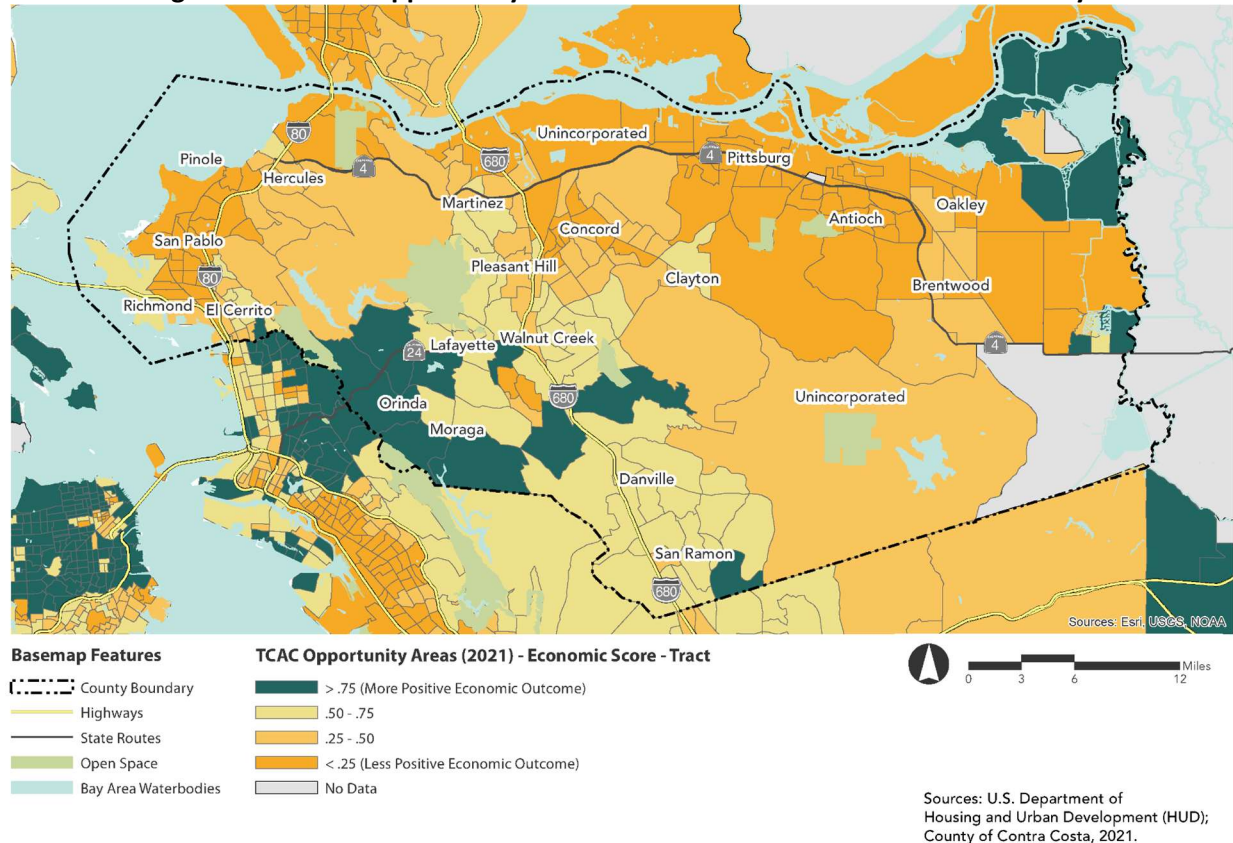 80
Unincorporated
680
Pinole
4
Pittsburg
4
Hercules
Martinez
Oakley
Antioch
Concord
San Pablo
Pleasant Hill
80
Clayton
Brentwood
Richmond
El Cerrito
Walnut Creek
Lafayette
24
4
680
Unincorporated
Orinda
Moraga
Danville
San Ramon
680
Sources: Esri, USGS, NOAA
Basemap Features
County Boundary
Highways
State Routes
Open Space
Bay Area Waterbodies
TCAC Opportunity Areas (2021) - Economic Score - Tract
> .75 (More Positive Economic Outcome)
.50 - .75
.25 - .50
< .25 (Less Positive Economic Outcome)
No Data
Miles
0 3 6 12
Sources: U.S. Department of
Housing and Urban Development (HUD);
County of Contra Costa, 2021.